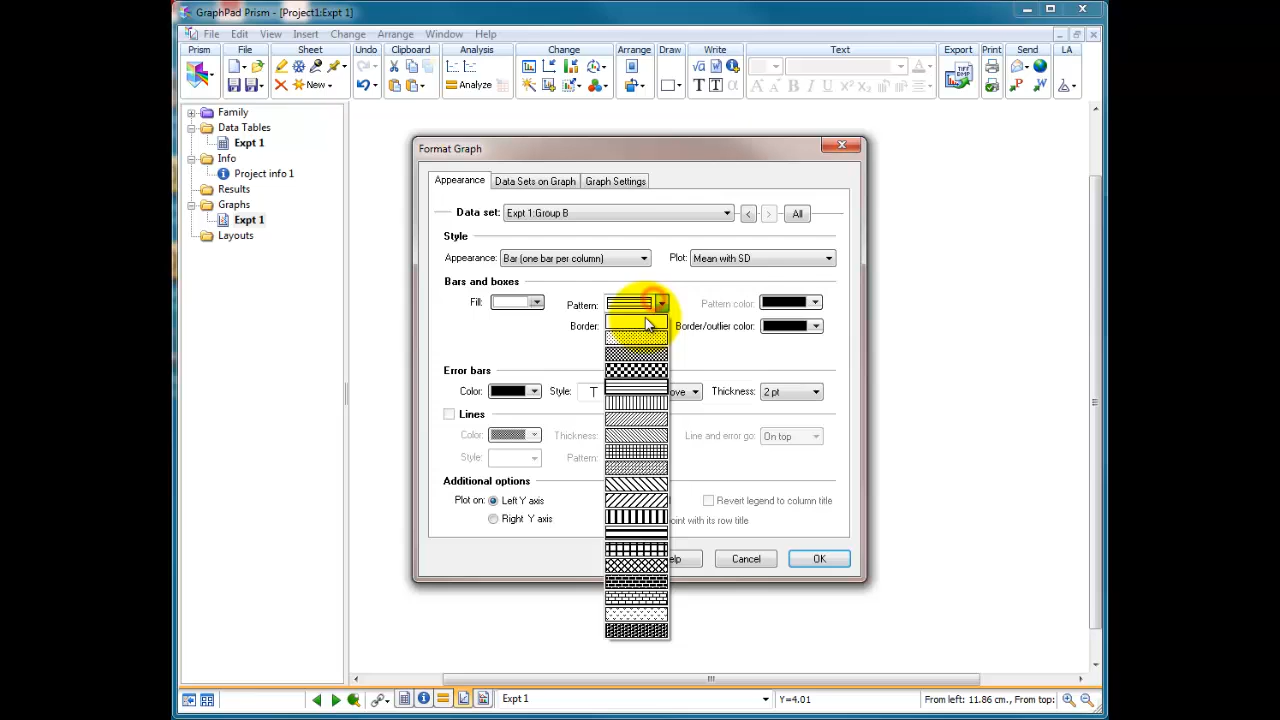 GraphPad Prism - [Project1:Expt 1]
File Edit View Insert Change Arrange Window Help
Prism File Sheet Undo Clipboard Analysis Change Arrange Draw Write Text Export Print Send LA
New
Analyze
Family
Data Tables
Expt 1
Info
Project info 1
Results
Graphs
Expt 1
Layouts
Format Graph
Appearance Data Sets on Graph Graph Settings
Data set: Expt 1:Group B < > All
Style
Appearance: Bar (one bar per column) Plot: Mean with SD
Bars and boxes
Fill: Pattern: Pattern color:
Border: Border/outlier color:
Error bars
Color: Style: Thickness: 2 pt
Lines
Color: Thickness: Line and error go: On top
Style: Pattern:
Additional options
Plot on: Left Y axis Revert legend to column title
Right Y axis point with its row title
Cancel OK
Expt 1 Y=4.01 From left: 11.86 cm., From top: